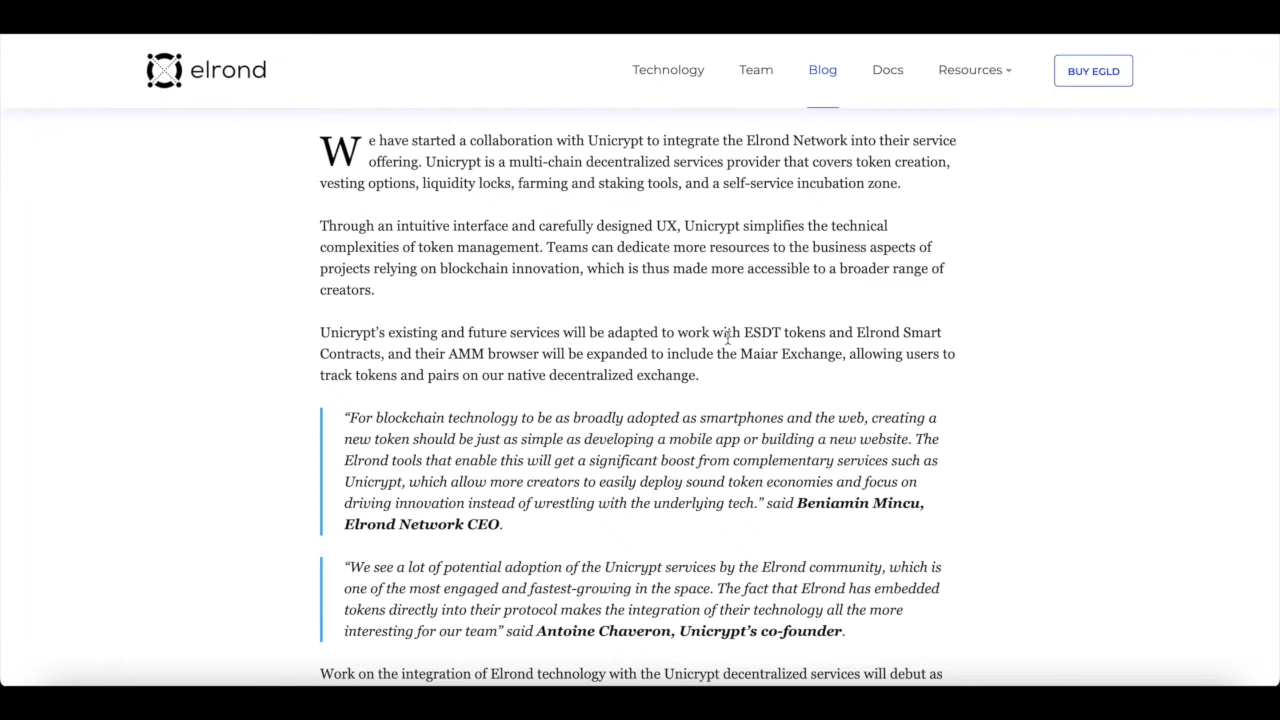 elrond
Technology
Team
Blog
Docs
Resources
BUY EGLD
We have started a collaboration with Unicrypt to integrate the Elrond Network into their service
offering. Unicrypt is a multi-chain decentralized services provider that covers token creation,
vesting options, liquidity locks, farming and staking tools, and a self-service incubation zone.
Through an intuitive interface and carefully designed UX, Unicrypt simplifies the technical
complexities of token management. Teams can dedicate more resources to the business aspects of
projects relying on blockchain innovation, which is thus made more accessible to a broader range of
creators.
Unicrypt’s existing and future services will be adapted to work with ESDT tokens and Elrond Smart
Contracts, and their AMM browser will be expanded to include the Maiar Exchange, allowing users to
track tokens and pairs on our native decentralized exchange.
“For blockchain technology to be as broadly adopted as smartphones and the web, creating a
new token should be just as simple as developing a mobile app or building a new website. The
Elrond tools that enable this will get a significant boost from complementary services such as
Unicrypt, which allow more creators to easily deploy sound token economies and focus on
driving innovation instead of wrestling with the underlying tech.” said Beniamin Mincu,
Elrond Network CEO.
“We see a lot of potential adoption of the Unicrypt services by the Elrond community, which is
one of the most engaged and fastest-growing in the space. The fact that Elrond has embedded
tokens directly into their protocol makes the integration of their technology all the more
interesting for our team” said Antoine Chaveron, Unicrypt’s co-founder.
Work on the integration of Elrond technology with the Unicrypt decentralized services will debut as